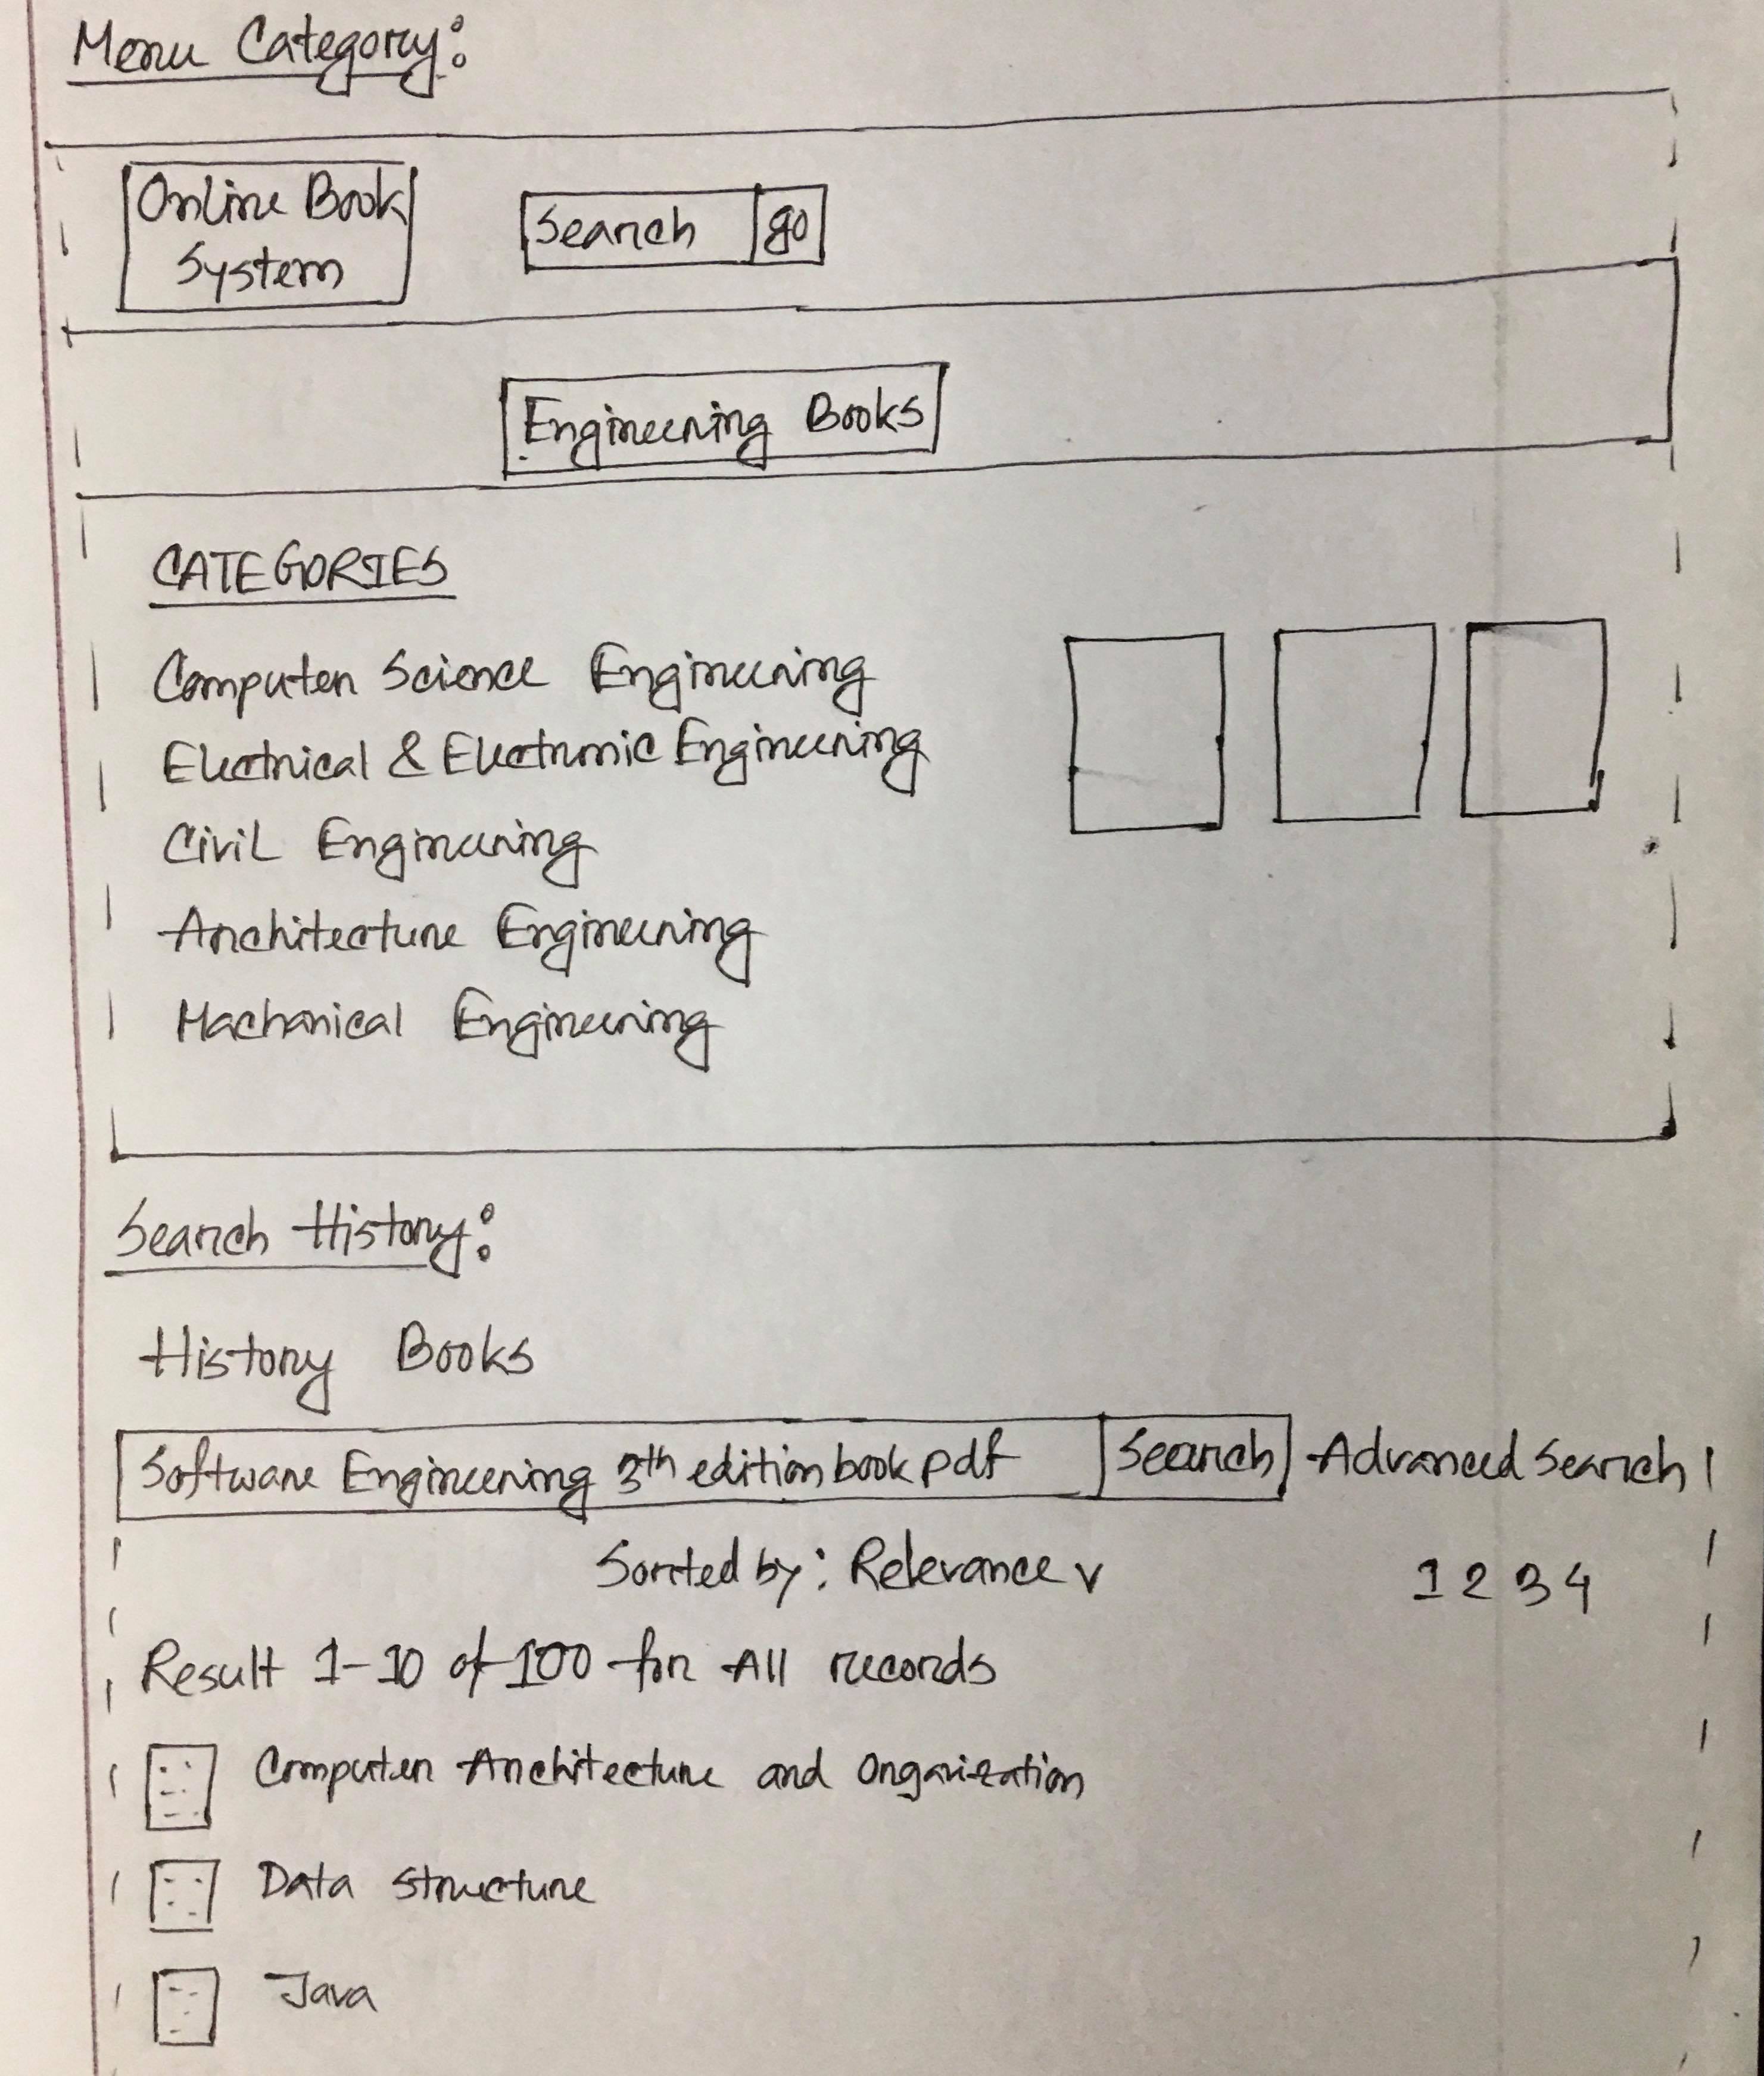 Menu Category:
Online Book
System
Search go
Engineering Books
CATEGORIES
Computer Science Engineering
Electrical & Electronic Engineering
Civil Engineering
Architecture Engineering
Machanical Engineering
Search History:
History Books
Software Engineering 3th edition book pdf Search Advanced Search
Sorted by: Relevance v 1 2 3 4
Result 1-10 of 100 for All records
Computer Architecture and Organization
Data structure
Java